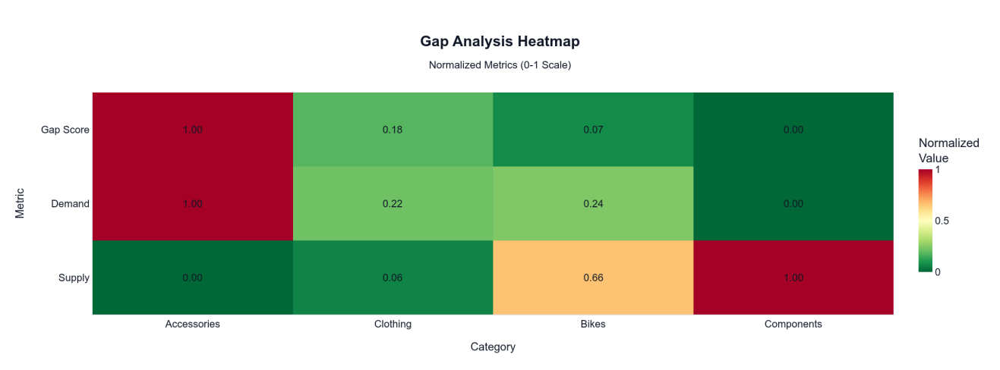 Gap Analysis Heatmap
Normalized Metrics (0-1 Scale)
Metric
Gap Score 1.00 0.18 0.07 0.00
Demand 1.00 0.22 0.24 0.00
Supply 0.00 0.06 0.66 1.00
Accessories Clothing Bikes Components
Category
Normalized
Value
1
0.5
0